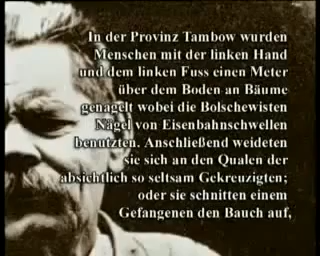 In der Provinz Tambow wurden
Menschen mit der linken Hand
und dem linken Fuss einen Meter
über dem Boden an Bäume
genagelt wobei die Bolschewisten
Nägel von Eisenbahnschwellen
benutzten. Anschließend weideten
sie sich an den Qualen der
absichtlich so seltsam Gekreuzigten;
oder sie schnitten einem
Gefangenen den Bauch auf,